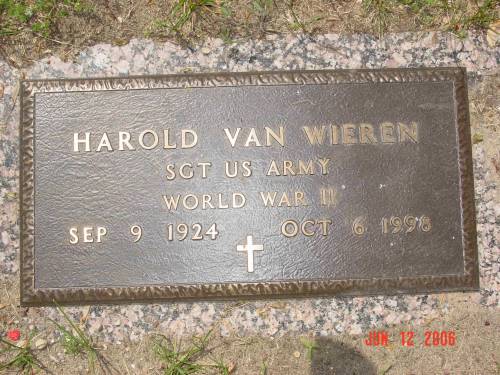 HAROLD VAN WIEREN
SGT US ARMY
WORLD WAR II
SEP 9 1924 OCT 6 1998
JUN 12 2006